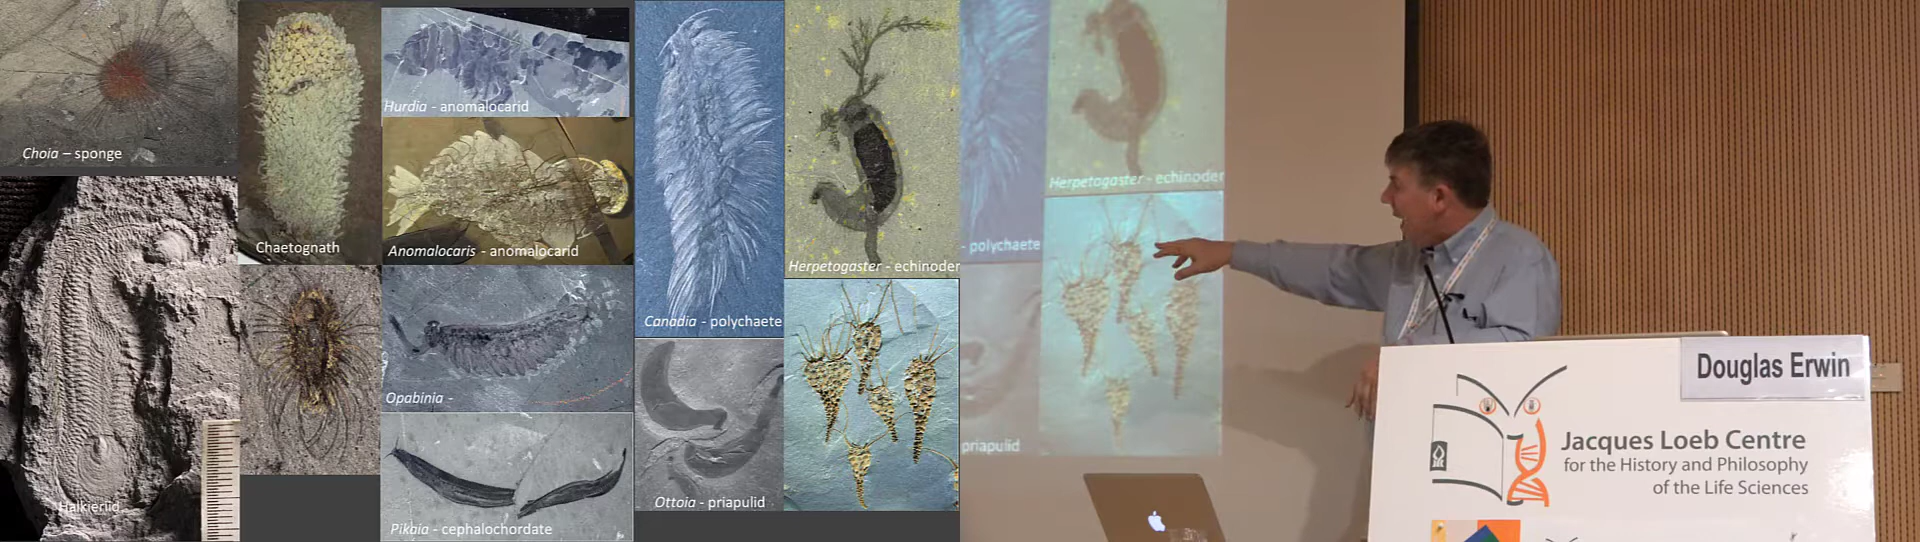 Choia – sponge
Chaetognath
Hurdia - anomalocarid
Anomalocaris - anomalocarid
Canadia - polychaete
Herpetogaster - echinoder
Halkieriid
Opabinia -
Pikaia - cephalochordate
Ottoia - priapulid
Herpetogaster - echinoder
- polychaete
priapulid
Douglas Erwin
Jacques Loeb Centre
for the History and Philosophy
of the Life Sciences